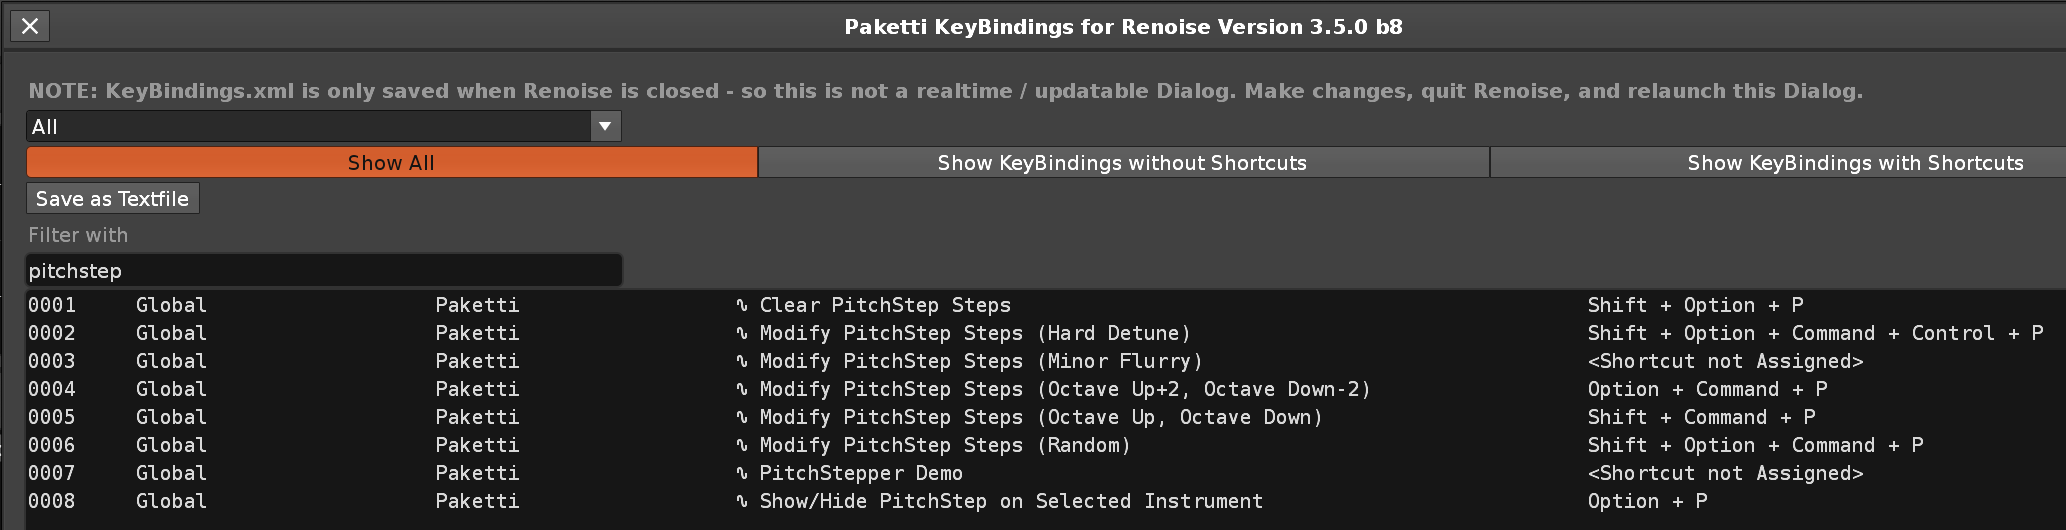 Paketti KeyBindings for Renoise Version 3.5.0 b8
NOTE: KeyBindings.xml is only saved when Renoise is closed - so this is not a realtime / updatable Dialog. Make changes, quit Renoise, and relaunch this Dialog.
All
Show All Show KeyBindings without Shortcuts Show KeyBindings with Shortcuts
Save as Textfile
Filter with
pitchstep
0001 Global Paketti ∿ Clear PitchStep Steps Shift + Option + P
0002 Global Paketti ∿ Modify PitchStep Steps (Hard Detune) Shift + Option + Command + Control + P
0003 Global Paketti ∿ Modify PitchStep Steps (Minor Flurry) <Shortcut not Assigned>
0004 Global Paketti ∿ Modify PitchStep Steps (Octave Up+2, Octave Down-2) Option + Command + P
0005 Global Paketti ∿ Modify PitchStep Steps (Octave Up, Octave Down) Shift + Command + P
0006 Global Paketti ∿ Modify PitchStep Steps (Random) Shift + Option + Command + P
0007 Global Paketti ∿ PitchStepper Demo <Shortcut not Assigned>
0008 Global Paketti ∿ Show/Hide PitchStep on Selected Instrument Option + P